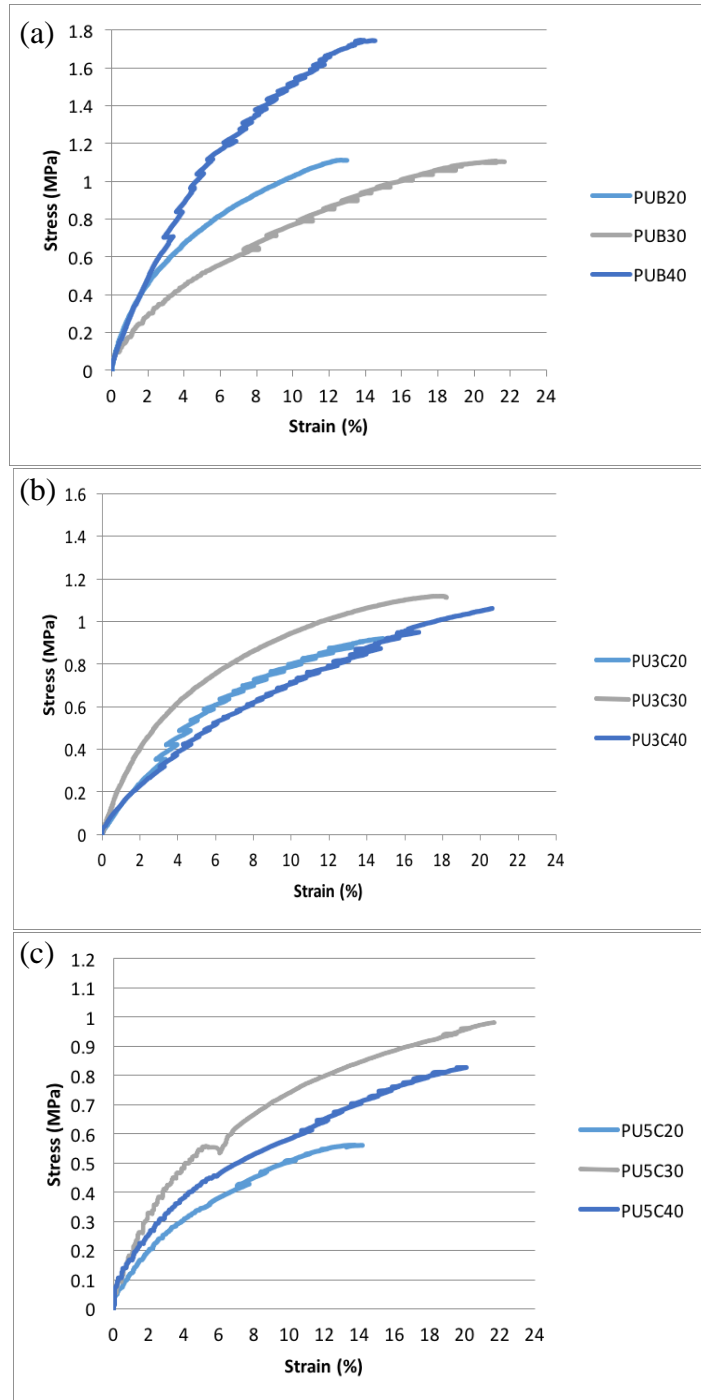 (a)
1.8
1.6
1.4
1.2
1
0.8
0.6
0.4
0.2
0
Stress (MPa)
0 2 4 6 8 10 12 14 16 18 20 22 24
Strain (%)
PUB20
PUB30
PUB40
(b)
1.6
1.4
1.2
1
0.8
0.6
0.4
0.2
0
Stress (MPa)
0 2 4 6 8 10 12 14 16 18 20 22 24
Strain (%)
PU3C20
PU3C30
PU3C40
(c)
1.2
1.1
1
0.9
0.8
0.7
0.6
0.5
0.4
0.3
0.2
0.1
0
Stress (MPa)
0 2 4 6 8 10 12 14 16 18 20 22 24
Strain (%)
PU5C20
PU5C30
PU5C40